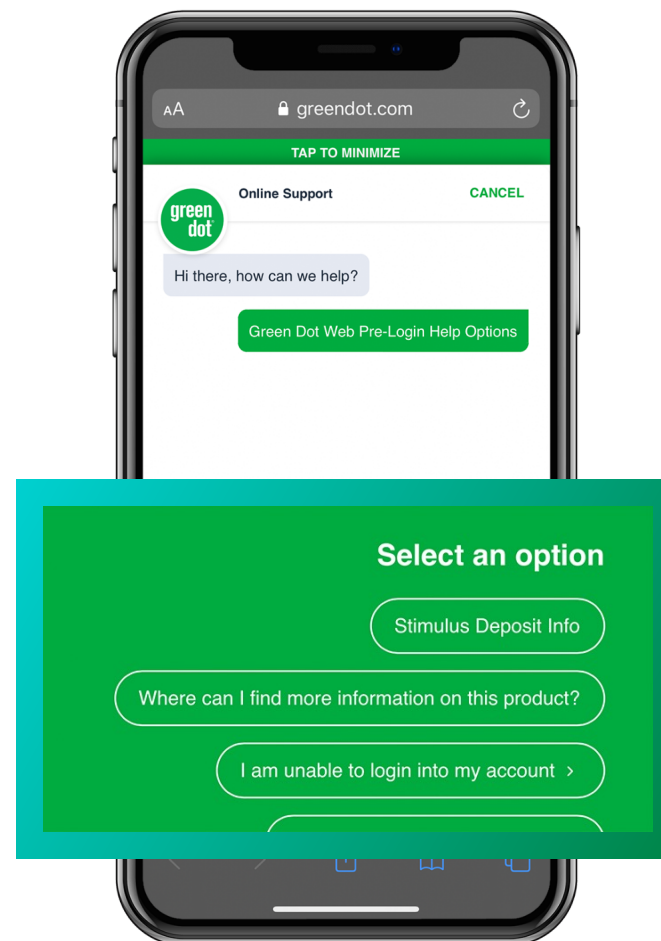 AA
greendot.com
TAP TO MINIMIZE
Online Support
CANCEL
green
dot
Hi there, how can we help?
Green Dot Web Pre-Login Help Options
Select an option
Stimulus Deposit Info
Where can I find more information on this product?
I am unable to login into my account >